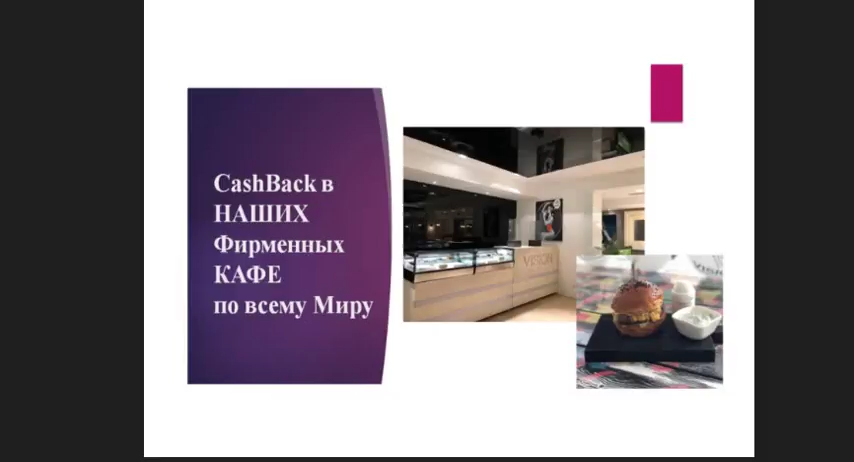 CashBack в
НАШИХ
Фирменных
КАФЕ
по всему Миру